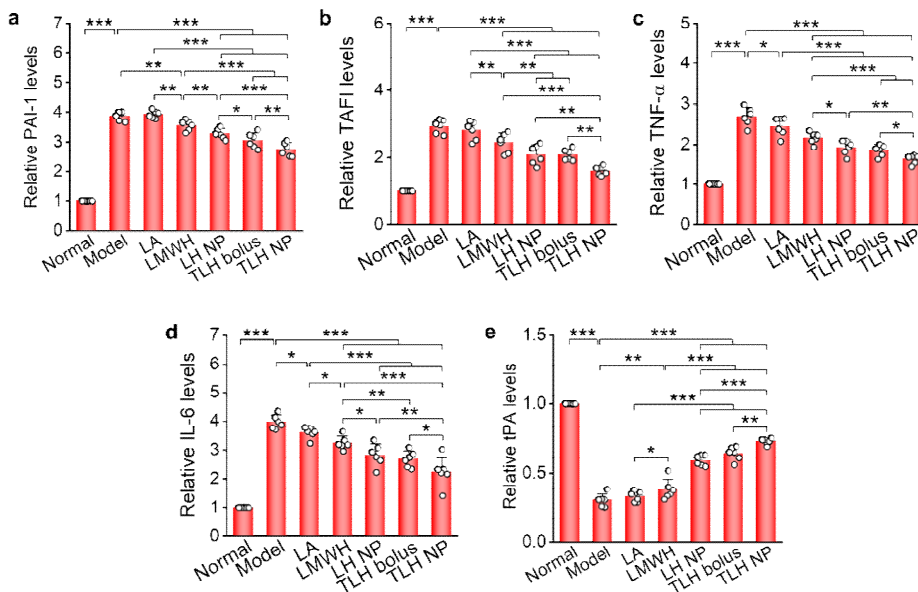 a
Relative PAI-1 levels
7
6
5
4
3
2
1
0
***
***
***
***
**
***
**
**
*
**
Normal
Model
LA
LMWH
LH NP
TLH bolus
TLH NP
b
Relative TAFI levels
6
4
2
0
***
***
***
**
**
***
**
**
Normal
Model
LA
LMWH
LH NP
TLH bolus
TLH NP
c
Relative TNF-α levels
5
4
3
2
1
0
***
***
*
***
***
*
**
*
Normal
Model
LA
LMWH
LH NP
TLH bolus
TLH NP
d
Relative IL-6 levels
7
6
5
4
3
2
1
0
***
***
*
***
*
***
**
*
**
*
Normal
Model
LA
LMWH
LH NP
TLH bolus
TLH NP
e
Relative tPA levels
1.5
1.0
0.5
0.0
***
***
**
***
***
***
**
*
Normal
Model
LA
LMWH
LH NP
TLH bolus
TLH NP